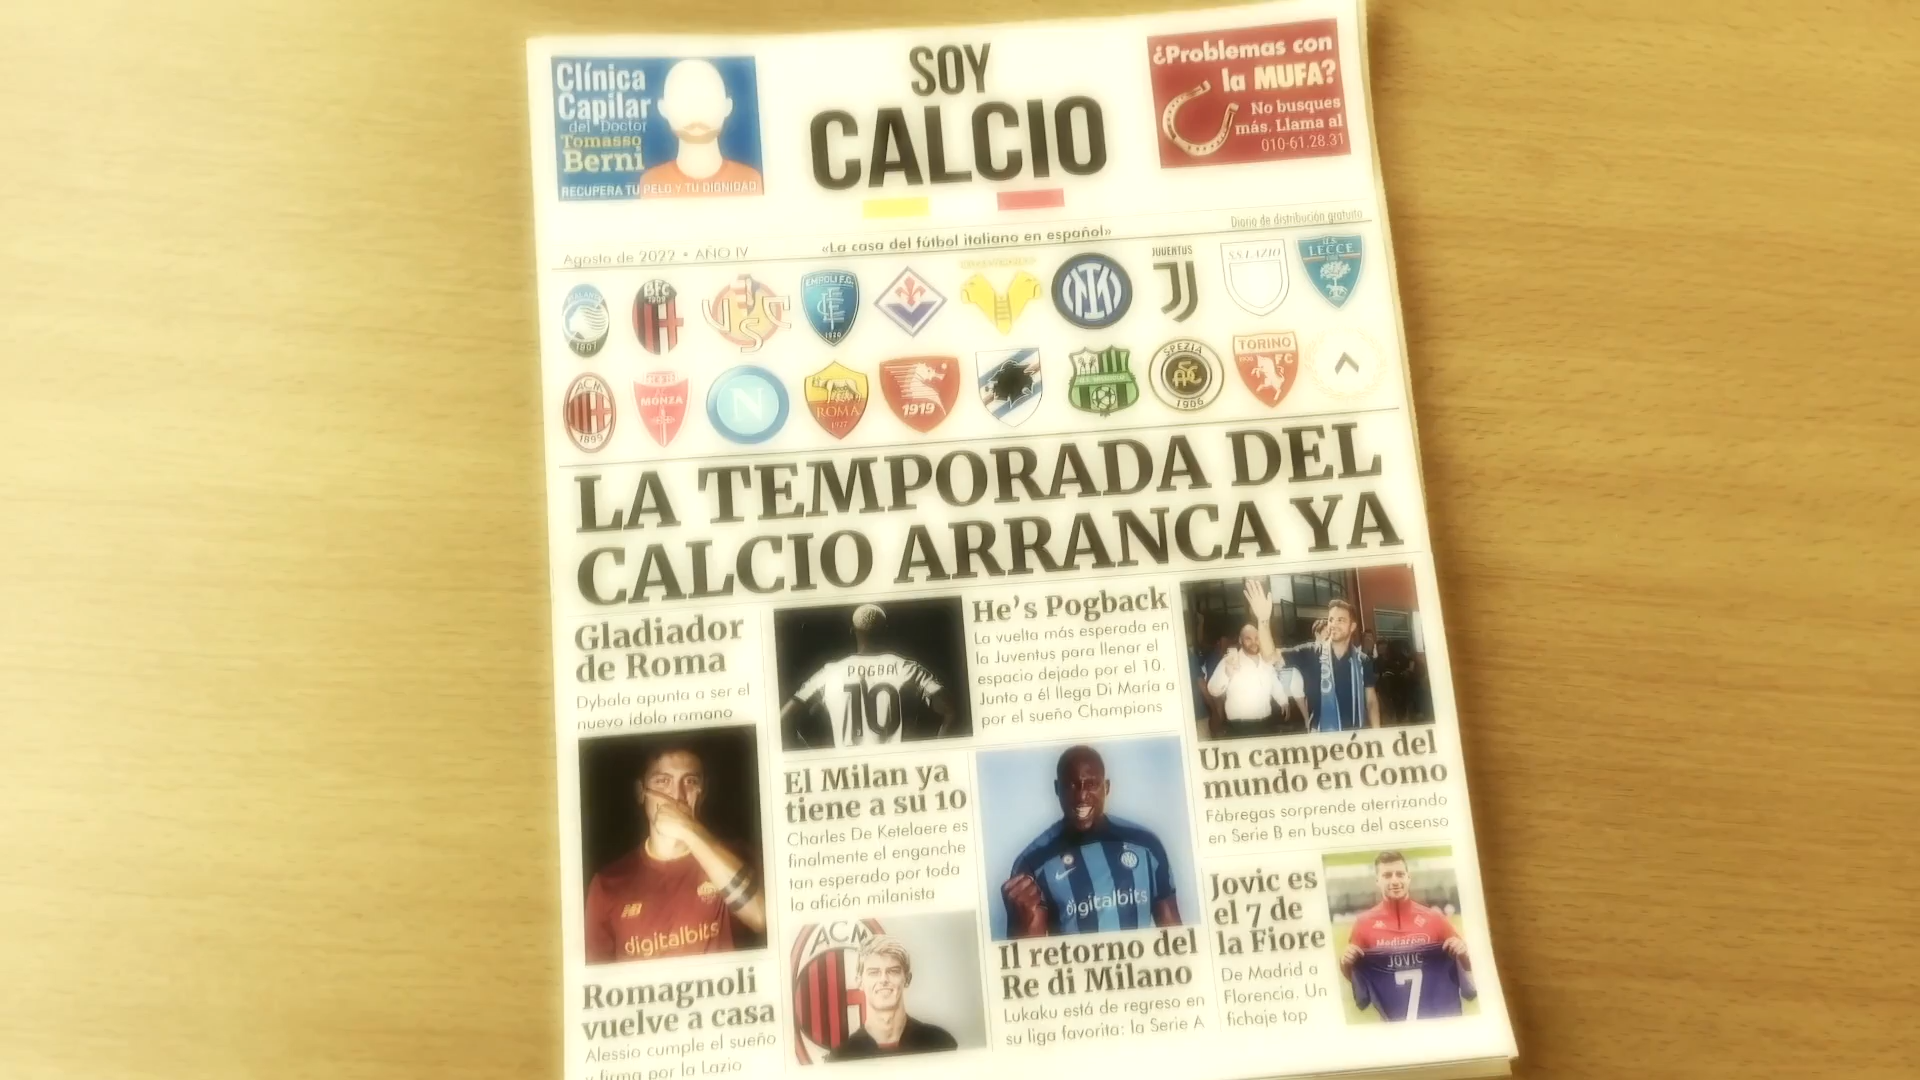 Clínica
Capilar
del Doctor
Tomasso
Berni
RECUPERA TU PELO Y TU DIGNIDAD
SOY
CALCIO
¿Problemas con
la MUFA?
No busques
más. Llama al
010-61.28.31
Agosto de 2022 • AÑO IV
«La casa del fútbol italiano en español»
Diario de distribución gratuito
1907
BFC
1909
EMPOLI F.C.
1920
JUVENTUS
S.S.LAZIO
U.S.
LECCE
ACM
1899
MONZA
N
ROMA
1927
1919
SPEZIA
1906
TORINO
FC
LA TEMPORADA DEL
CALCIO ARRANCA YA
Gladiador
de Roma
Dybala apunta a ser el
nuevo ídolo romano
digitalbits
Romagnoli
vuelve a casa
Alessio cumple el sueño
y firma por la Lazio
POGBA
10
El Milan ya
tiene a su 10
Charles De Ketelaere es
finalmente el enganche
tan esperado por toda
la afición milanista
ACM
He's Pogback
La vuelta más esperada en
la Juventus para llenar el
espacio dejado por el 10.
Junto a él llega Di María a
por el sueño Champions
digitalbits
Il retorno del
Re di Milano
Lukaku está de regreso en
su liga favorita: la Serie A
Un campeón del
mundo en Como
Fàbregas sorprende aterrizando
en Serie B en busca del ascenso
Jovic es
el 7 de
la Fiore
De Madrid a
Florencia. Un
fichaje top
Mediacom
JOVIC
7